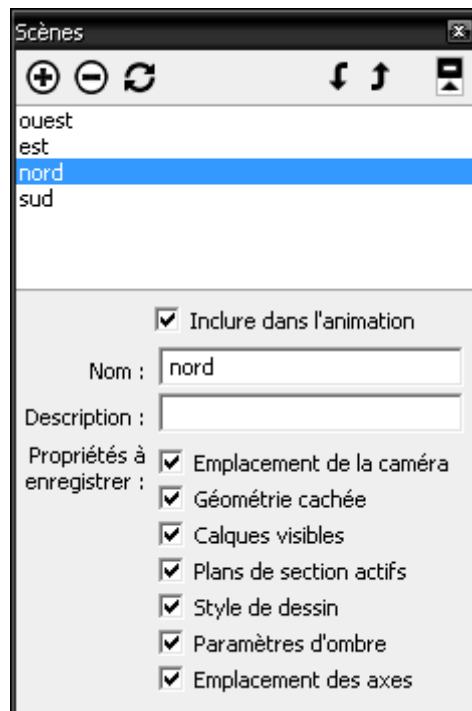 Scènes
ouest
est
nord
sud
Inclure dans l'animation
Nom : nord
Description :
Propriétés à enregistrer :
Emplacement de la caméra
Géométrie cachée
Calques visibles
Plans de section actifs
Style de dessin
Paramètres d'ombre
Emplacement des axes